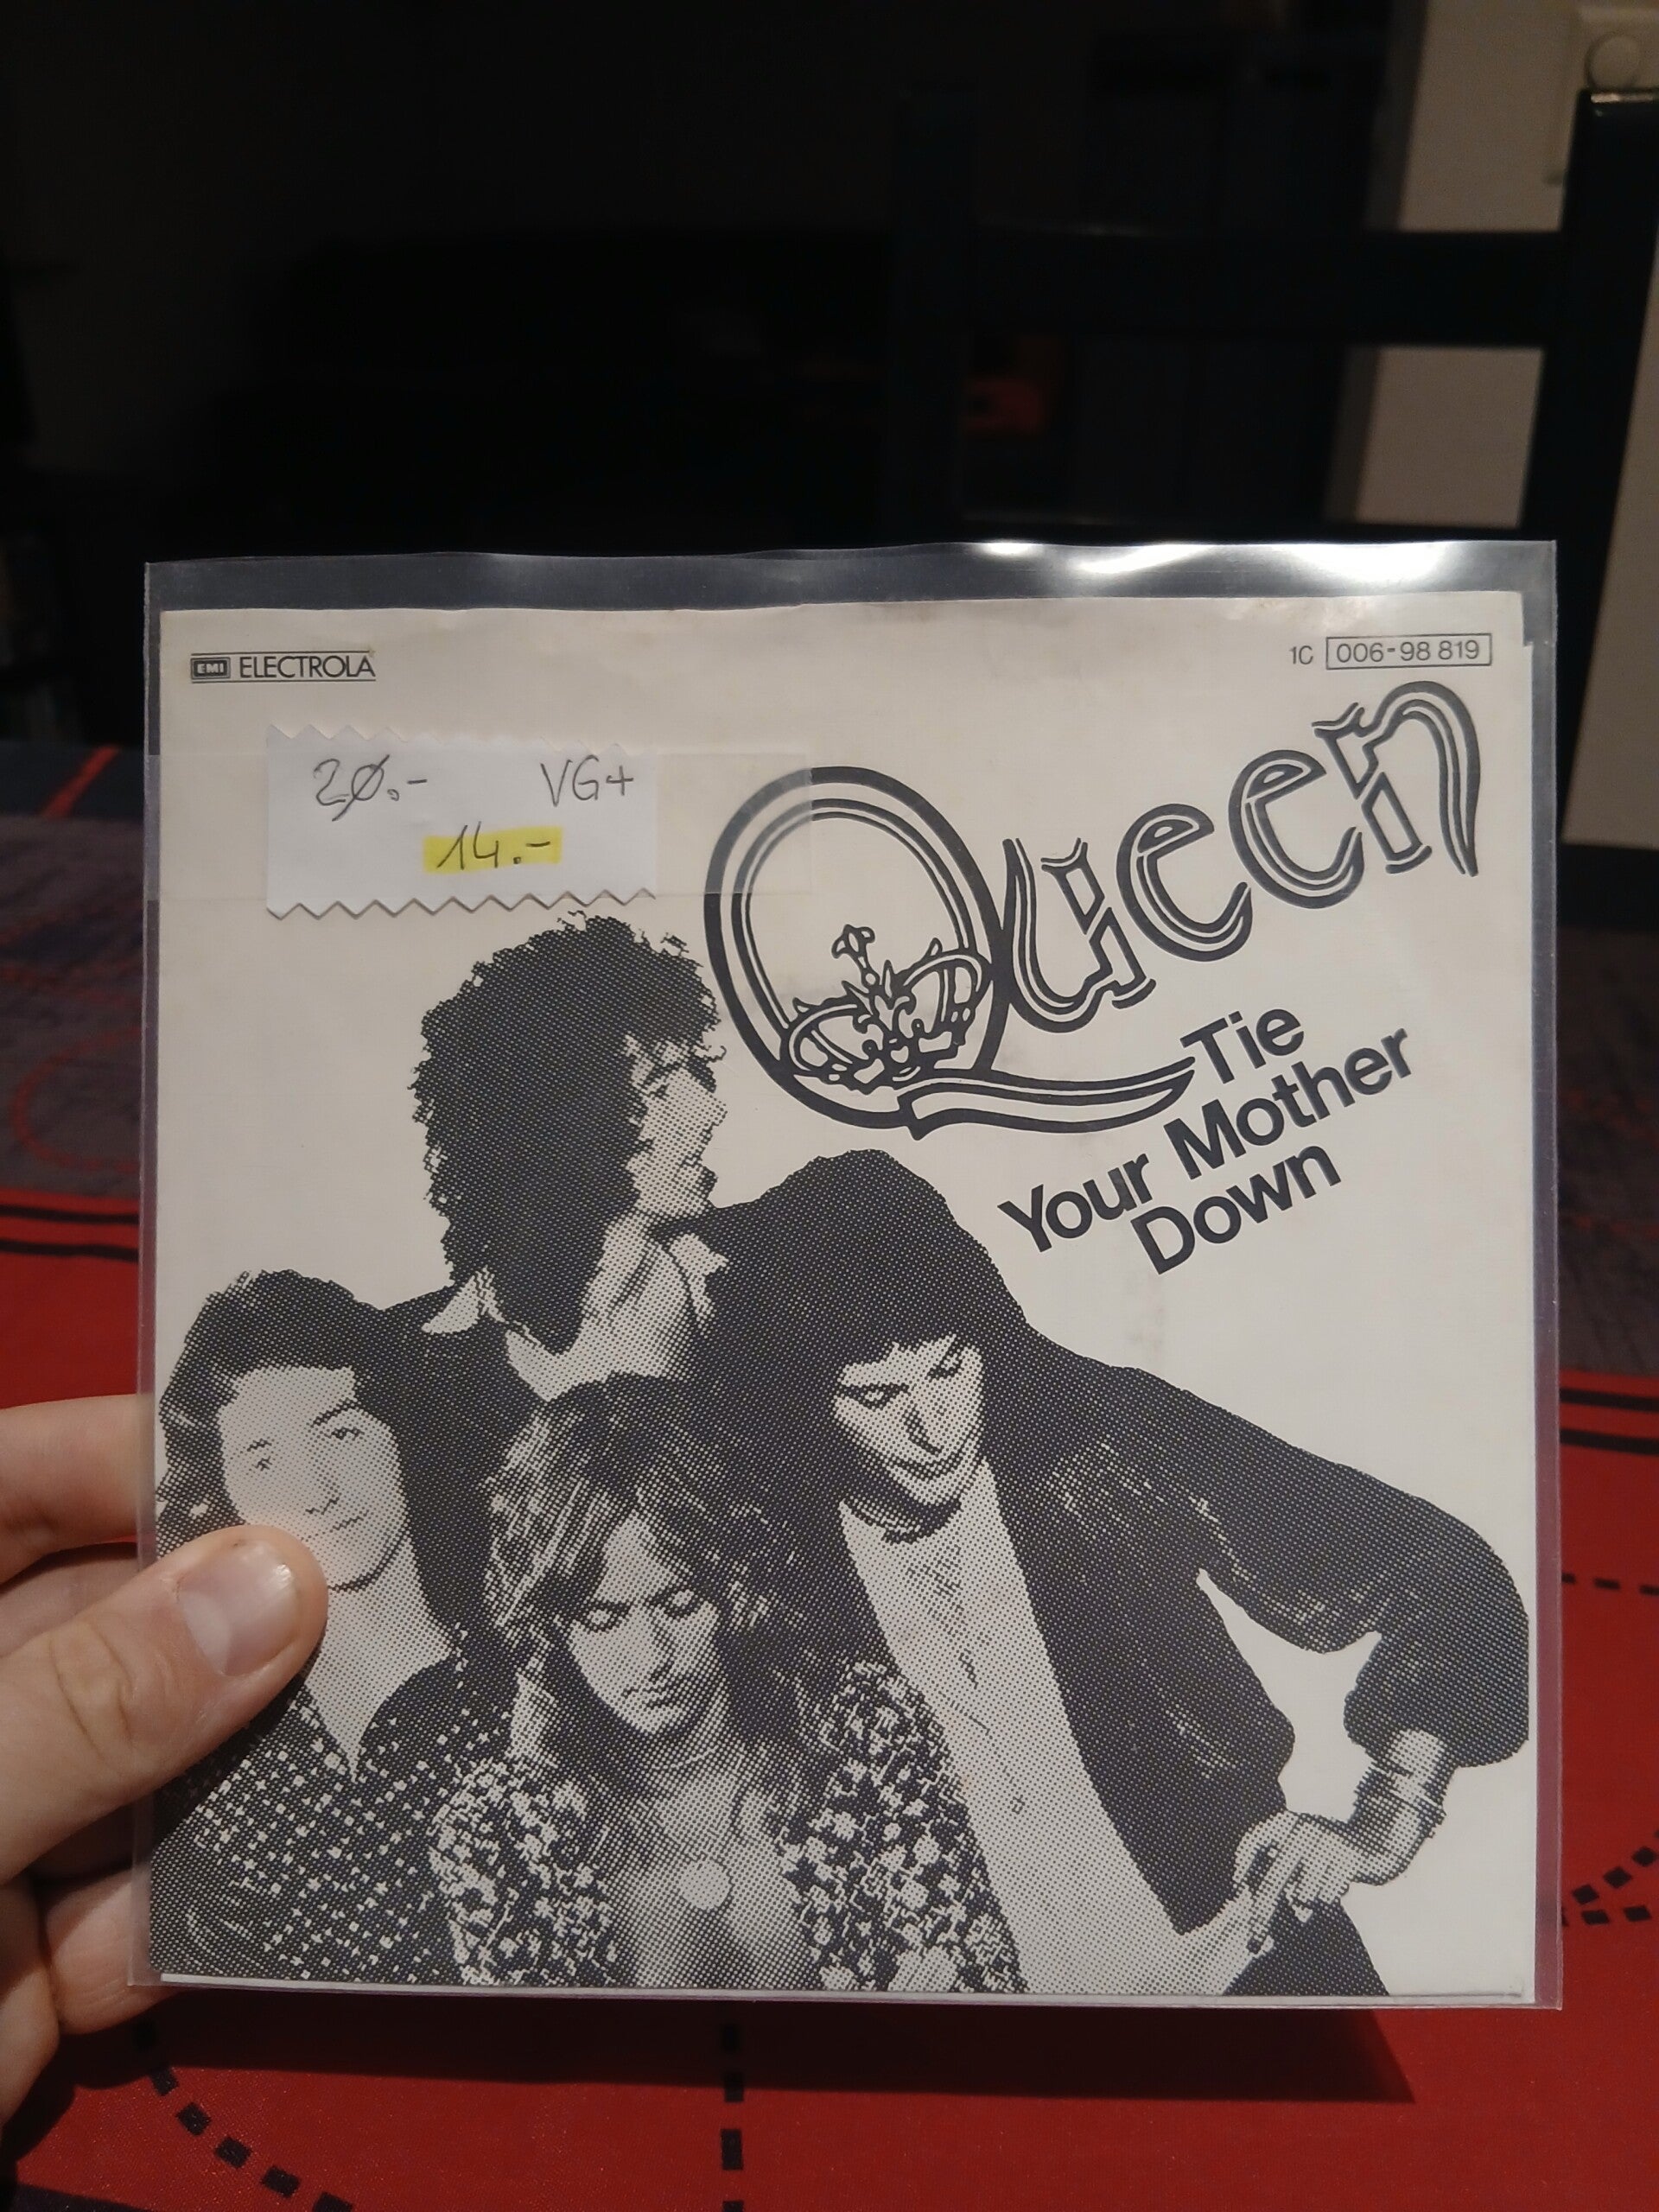 EMI ELECTROLA
1C 006-98 819
20.- VG+
14.-
Queen
Tie
Your Mother
Down